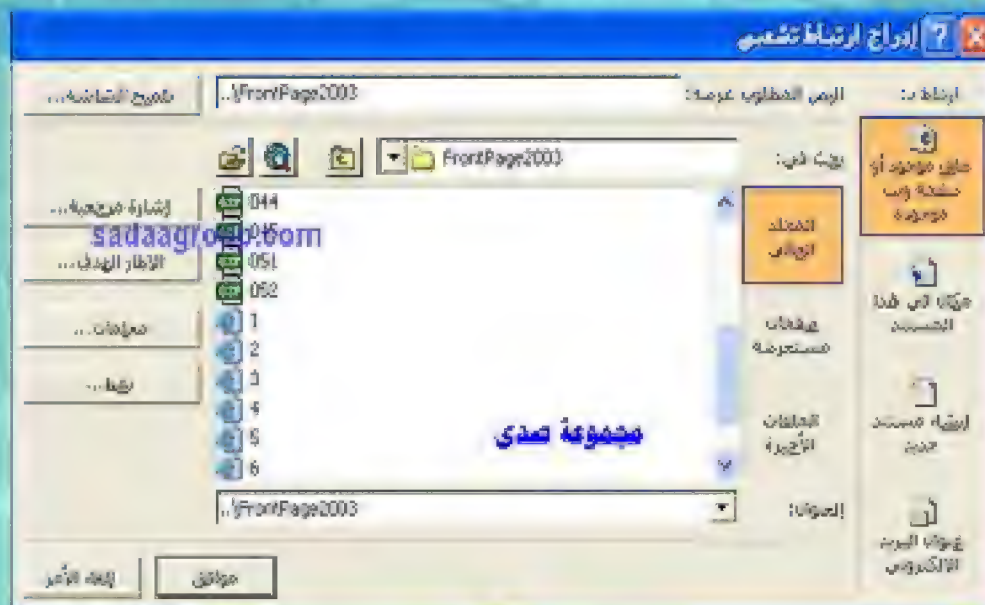 إدراج ارتباط تشعبي
ارتباط بـ:
النص المطلوب عرضه:
..\FrontPage2003
تلميح الشاشة...
ملف موجود أو
صفحة ويب
موجودة
بحث في:
FrontPage2003
المجلد
الحالي
044
045
051
052
1
2
3
4
5
6
إشارة مرجعية...
sadaagroup.com
الإطار الهدف...
معلمات...
نمط...
مكان في هذا
المستند
صفحات
مستعرضة
إنشاء مستند
جديد
الملفات
الأخيرة
مجموعة صدى
العنوان:
..\FrontPage2003
عنوان البريد
الالكتروني
موافق
إلغاء الأمر